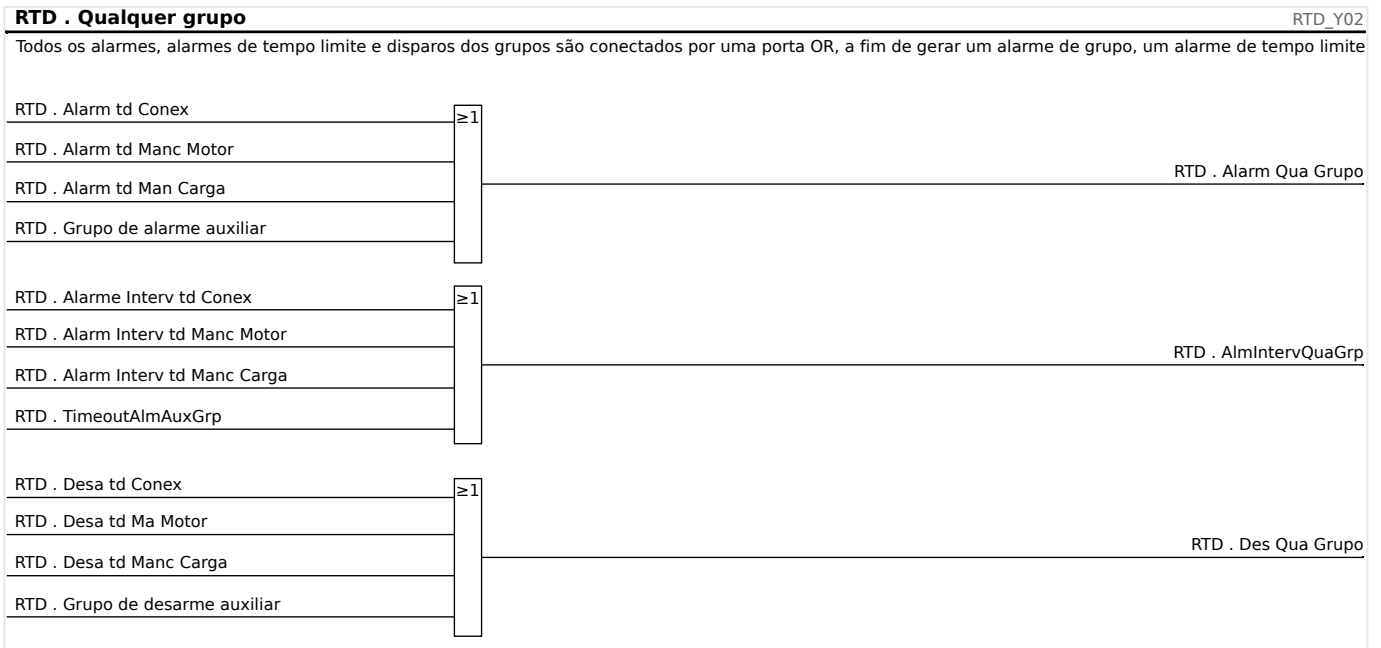 RTD . Qualquer grupo
RTD_Y02
Todos os alarmes, alarmes de tempo limite e disparos dos grupos são conectados por uma porta OR, a fim de gerar um alarme de grupo, um alarme de tempo limite
RTD . Alarm td Conex
≥1
RTD . Alarm td Manc Motor
RTD . Alarm Qua Grupo
RTD . Alarm td Man Carga
RTD . Grupo de alarme auxiliar
RTD . Alarme Interv td Conex
≥1
RTD . Alarm Interv td Manc Motor
RTD . AlmIntervQuaGrp
RTD . Alarm Interv td Manc Carga
RTD . TimeoutAlmAuxGrp
RTD . Desa td Conex
≥1
RTD . Desa td Ma Motor
RTD . Des Qua Grupo
RTD . Desa td Manc Carga
RTD . Grupo de desarme auxiliar